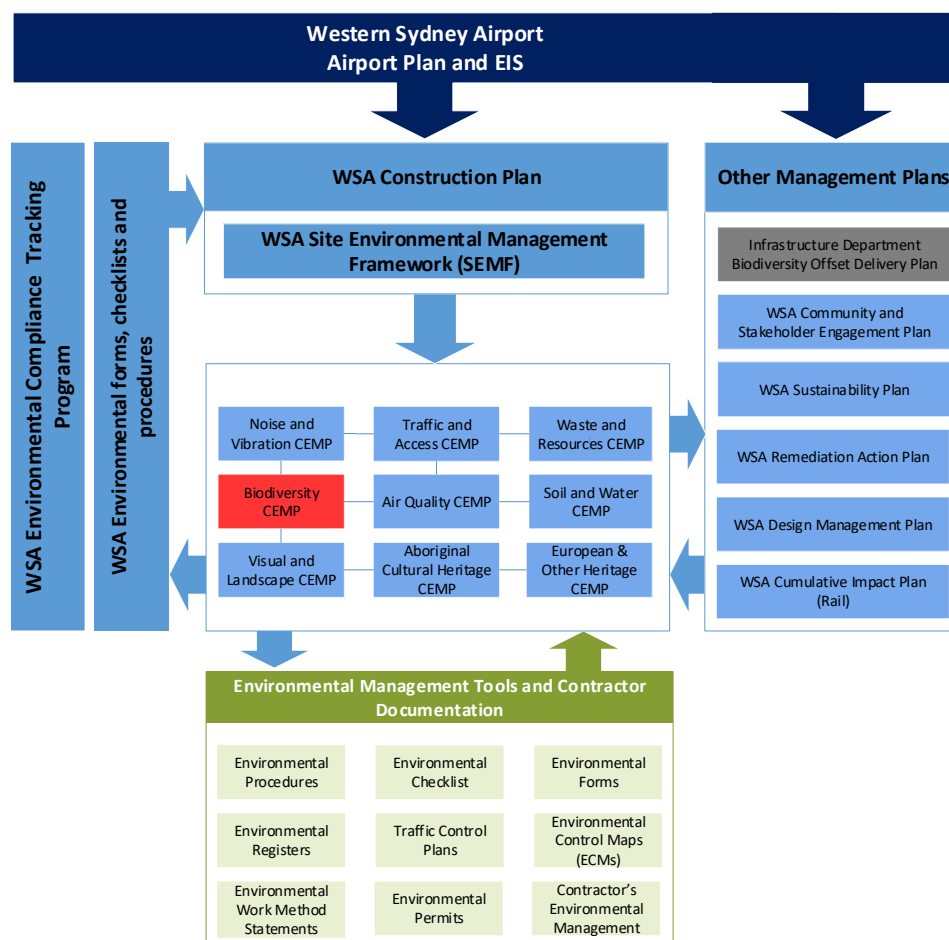 Western Sydney Airport
Airport Plan and EIS
WSA Environmental Compliance Tracking
Program
WSA Environmental forms, checklists and
procedures
WSA Construction Plan
WSA Site Environmental Management
Framework (SEMF)
Other Management Plans
Infrastructure Department
Biodiversity Offset Delivery Plan
WSA Community and
Stakeholder Engagement Plan
WSA Sustainability Plan
WSA Remediation Action Plan
WSA Design Management Plan
WSA Cumulative Impact Plan
(Rail)
Noise and
Vibration CEMP
Traffic and
Access CEMP
Waste and
Resources CEMP
Biodiversity
CEMP
Air Quality CEMP
Soil and Water
CEMP
Visual and
Landscape CEMP
Aboriginal
Cultural Heritage
CEMP
European &
Other Heritage
CEMP
Environmental Management Tools and Contractor
Documentation
Environmental
Procedures
Environmental
Checklist
Environmental
Forms
Environmental
Registers
Traffic Control
Plans
Environmental
Control Maps
(ECMs)
Environmental
Work Method
Statements
Environmental
Permits
Contractor's
Environmental
Management